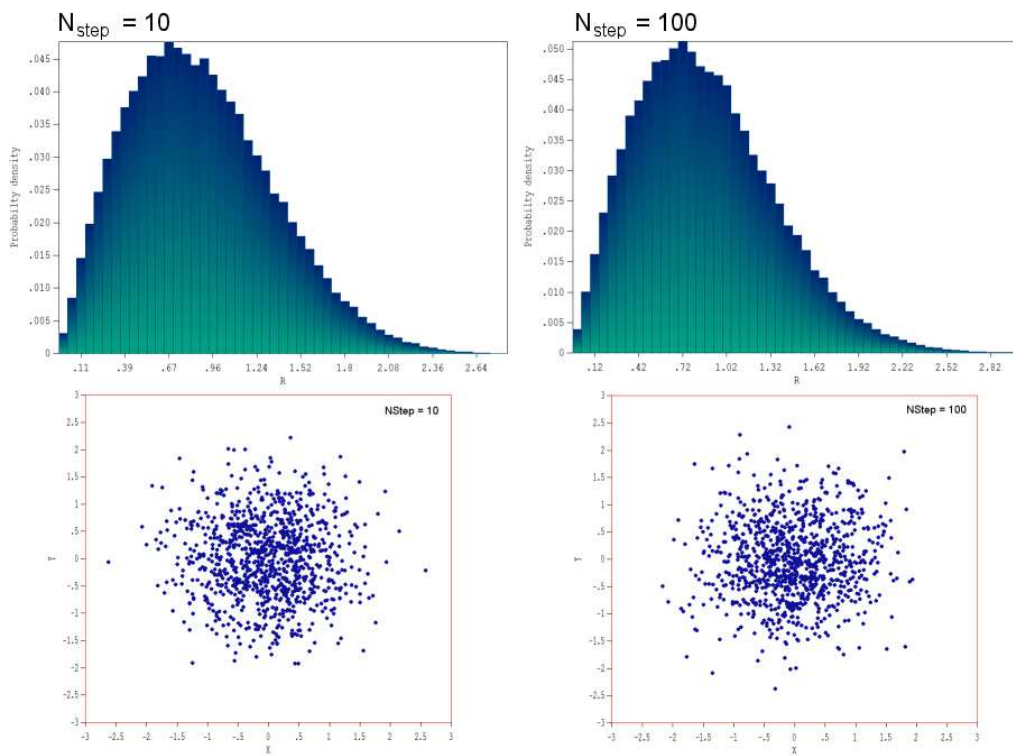 N_step = 10
.045
.040
.035
.030
.025
.020
.015
.010
.005
0
Probabilty density
.11 .39 .67 .96 1.24 1.52 1.8 2.08 2.36 2.64
R
N_step = 100
.050
.045
.040
.035
.030
.025
.020
.015
.010
.005
0
Probabilty density
.12 .42 .72 1.02 1.32 1.62 1.92 2.22 2.52 2.82
R
NStep = 10
3
2.5
2
1.5
1
.5
0
-.5
-1
-1.5
-2
-2.5
-3
Y
-3 -2.5 -2 -1.5 -1 -.5 0 .5 1 1.5 2 2.5 3
X
NStep = 100
3
2.5
2
1.5
1
.5
0
-.5
-1
-1.5
-2
-2.5
-3
Y
-3 -2.5 -2 -1.5 -1 -.5 0 .5 1 1.5 2 2.5 3
X